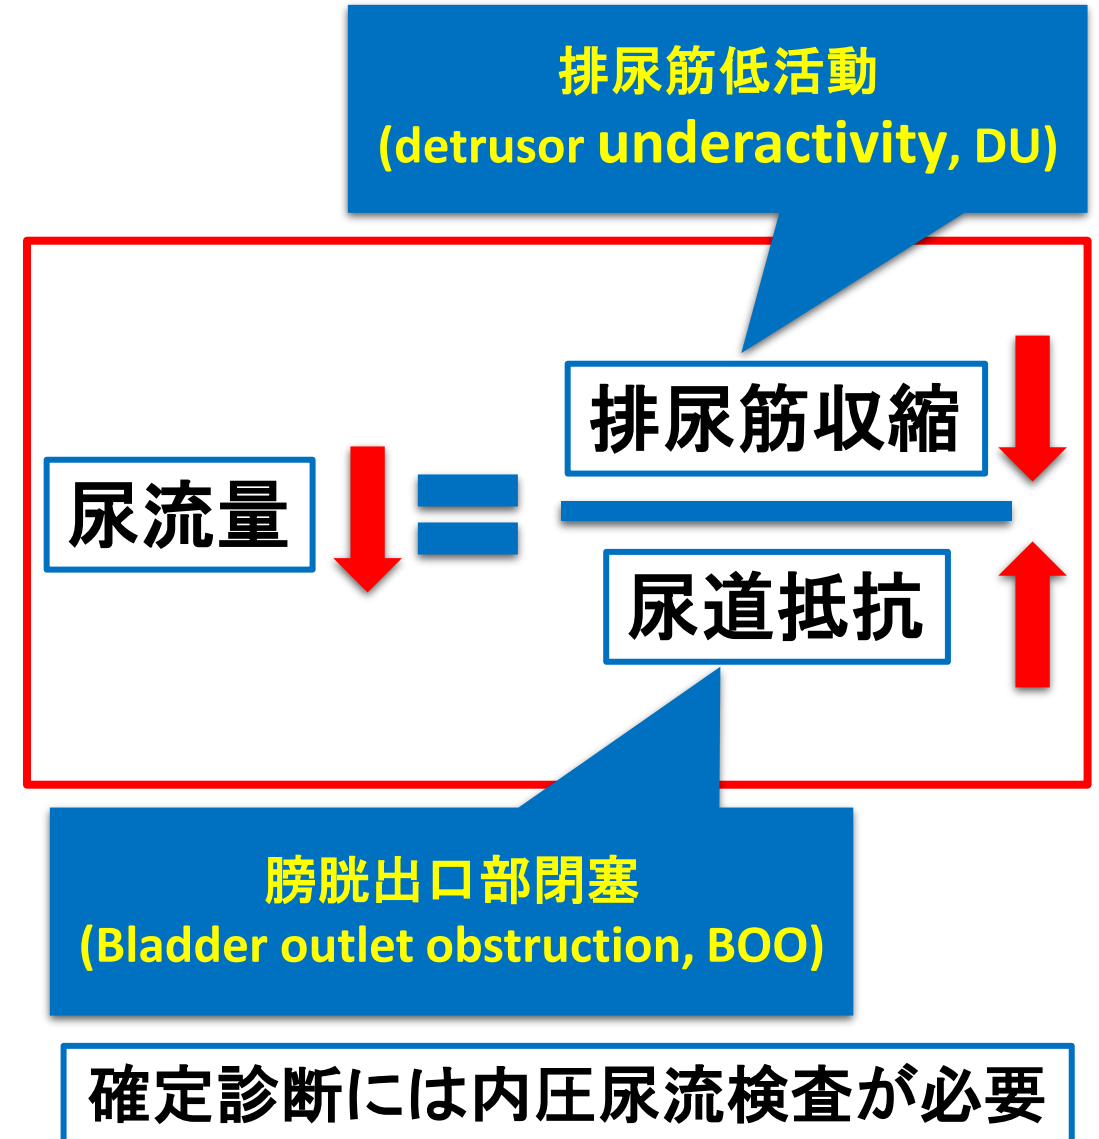 排尿筋低活動
(detrusor underactivity, DU)
排尿筋収縮
尿流量
=
尿道抵抗
膀胱出口部閉塞
(Bladder outlet obstruction, BOO)
確定診断には内圧尿流検査が必要